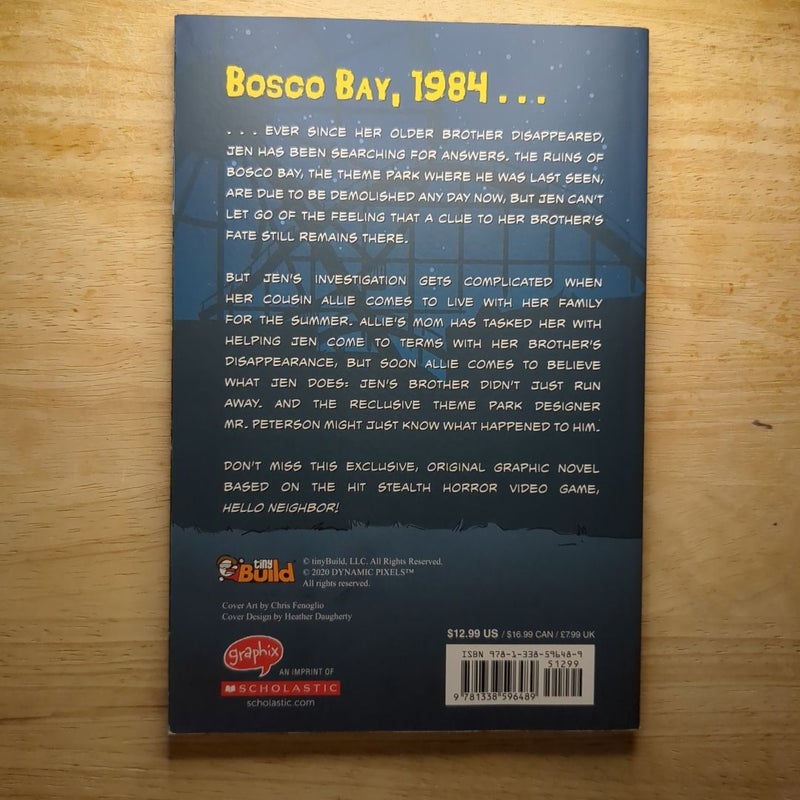 BOSCO BAY, 1984 . . .
. . . EVER SINCE HER OLDER BROTHER DISAPPEARED,
JEN HAS BEEN SEARCHING FOR ANSWERS. THE RUINS OF
BOSCO BAY, THE THEME PARK WHERE HE WAS LAST SEEN,
ARE DUE TO BE DEMOLISHED ANY DAY NOW, BUT JEN CAN'T
LET GO OF THE FEELING THAT A CLUE TO HER BROTHER'S
FATE STILL REMAINS THERE.
BUT JEN'S INVESTIGATION GETS COMPLICATED WHEN
HER COUSIN ALLIE COMES TO LIVE WITH HER FAMILY
FOR THE SUMMER. ALLIE'S MOM HAS TASKED HER WITH
HELPING JEN COME TO TERMS WITH HER BROTHER'S
DISAPPEARANCE, BUT SOON ALLIE COMES TO BELIEVE
WHAT JEN DOES: JEN'S BROTHER DIDN'T JUST RUN
AWAY. AND THE RECLUSIVE THEME PARK DESIGNER
MR. PETERSON MIGHT JUST KNOW WHAT HAPPENED TO HIM.
DON'T MISS THIS EXCLUSIVE, ORIGINAL GRAPHIC NOVEL
BASED ON THE HIT STEALTH HORROR VIDEO GAME,
HELLO NEIGHBOR!
tiny
Build
© tinyBuild, LLC. All Rights Reserved.
© 2020 DYNAMIC PIXELS™
All rights reserved.
Cover Art by Chris Fenoglio
Cover Design by Heather Daugherty
graphix
AN IMPRINT OF
SCHOLASTIC
scholastic.com
$12.99 US / $16.99 CAN / £7.99 UK
ISBN 978-1-338-59648-9
51299
9 781338 596489